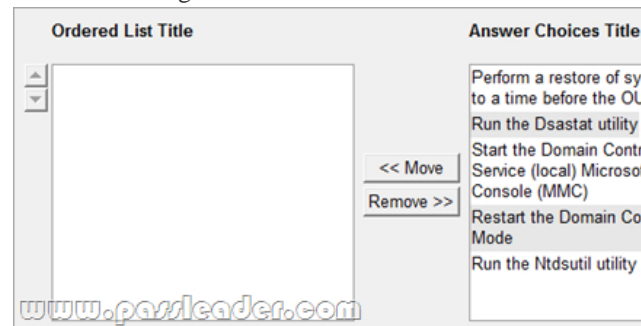 Ordered List Title
Answer Choices Title
Perform a restore of sy
to a time before the OU
Run the Dsastat utility
Start the Domain Contr
Service (local) Microsof
Console (MMC)
Restart the Domain Co
Mode
Run the Ntdsutil utility
<< Move
Remove >>
www.passleader.com